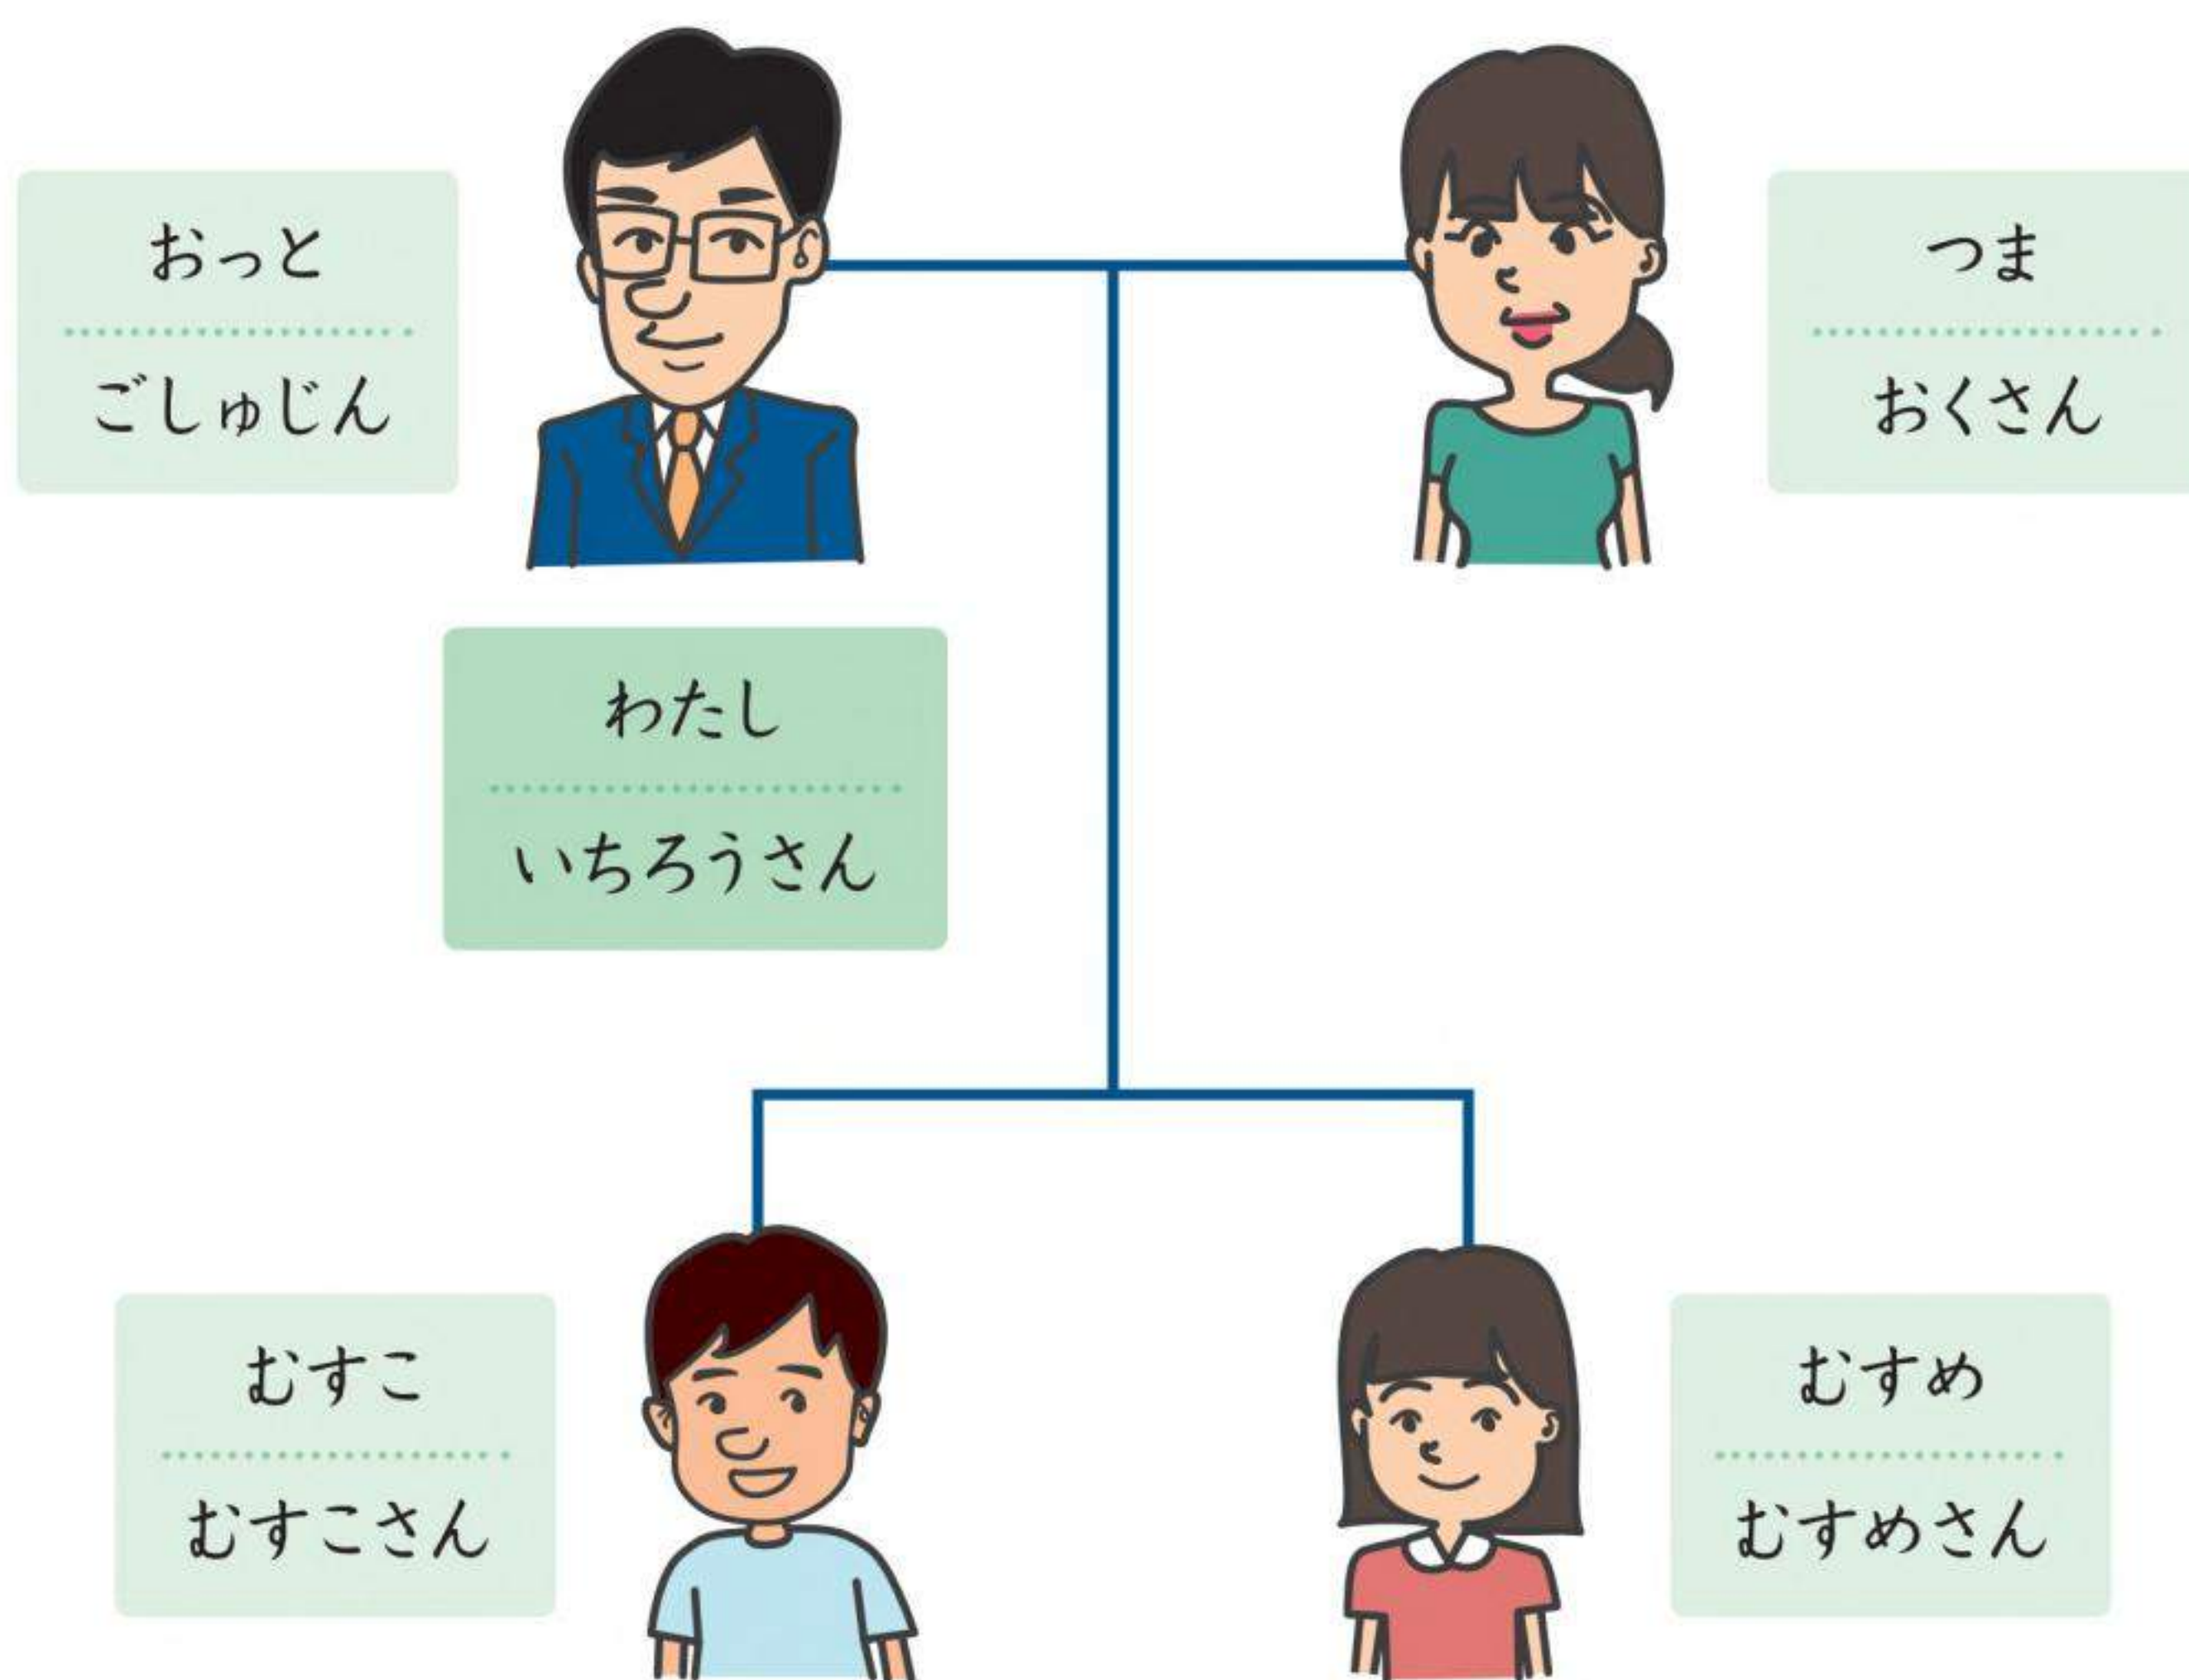 おっと
ごしゅじん
つま
おくさん
わたし
いちろうさん
むすこ
むすこさん
むすめ
むすめさん